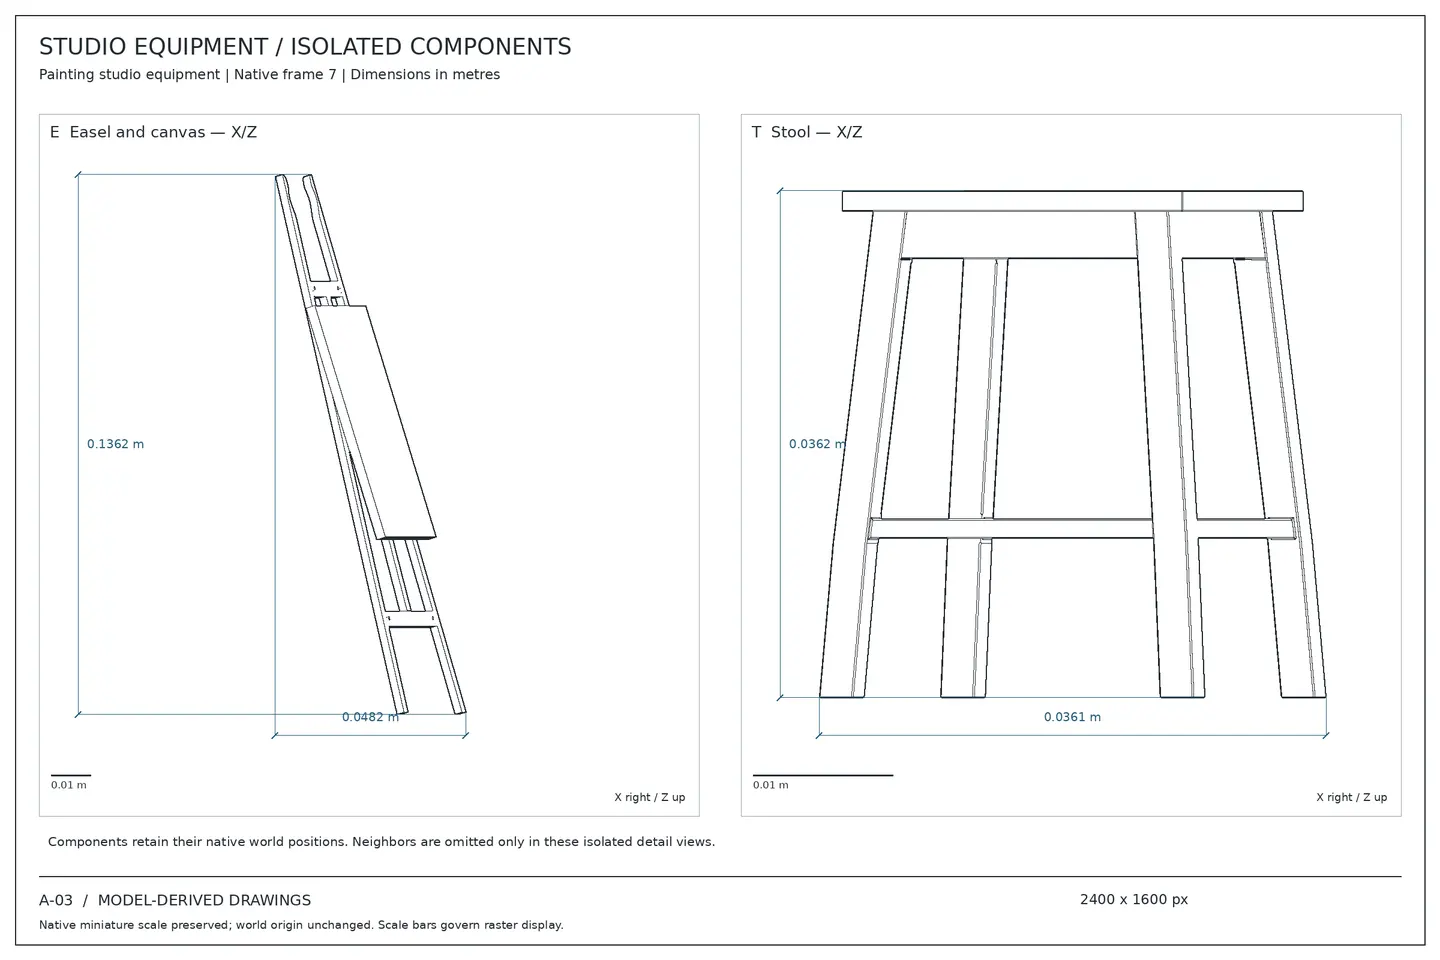 STUDIO EQUIPMENT / ISOLATED COMPONENTS
Painting studio equipment | Native frame 7 | Dimensions in metres
E  Easel and canvas — X/Z
0.1362 m
0.0482 m
0.01 m
X right / Z up
T  Stool — X/Z
0.0362 m
0.0361 m
0.01 m
X right / Z up
Components retain their native world positions. Neighbors are omitted only in these isolated detail views.
A-03  /  MODEL-DERIVED DRAWINGS
2400 x 1600 px
Native miniature scale preserved; world origin unchanged. Scale bars govern raster display.